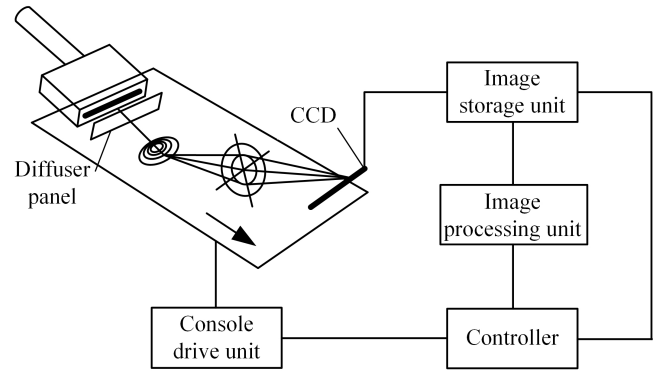 CCD
Diffuser
panel
Image
storage unit
Image
processing unit
Console
drive unit
Controller